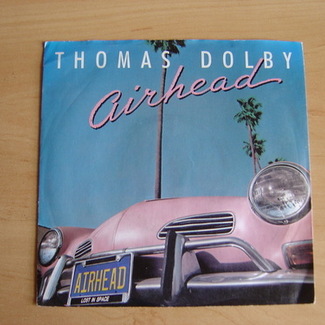 THOMAS DOLBY
Airhead
AIRHEAD
LOST IN SPACE